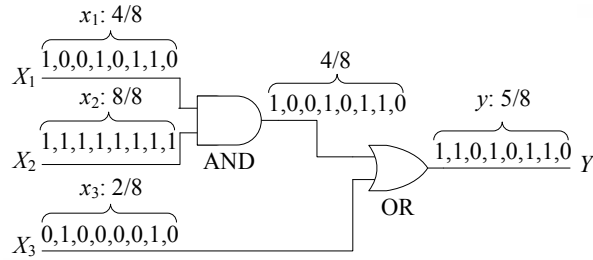 x1: 4/8
1,0,0,1,0,1,1,0
X1
x2: 8/8
1,1,1,1,1,1,1,1
X2
AND
4/8
1,0,0,1,0,1,1,0
x3: 2/8
0,1,0,0,0,0,1,0
X3
OR
y: 5/8
1,1,0,1,0,1,1,0
Y